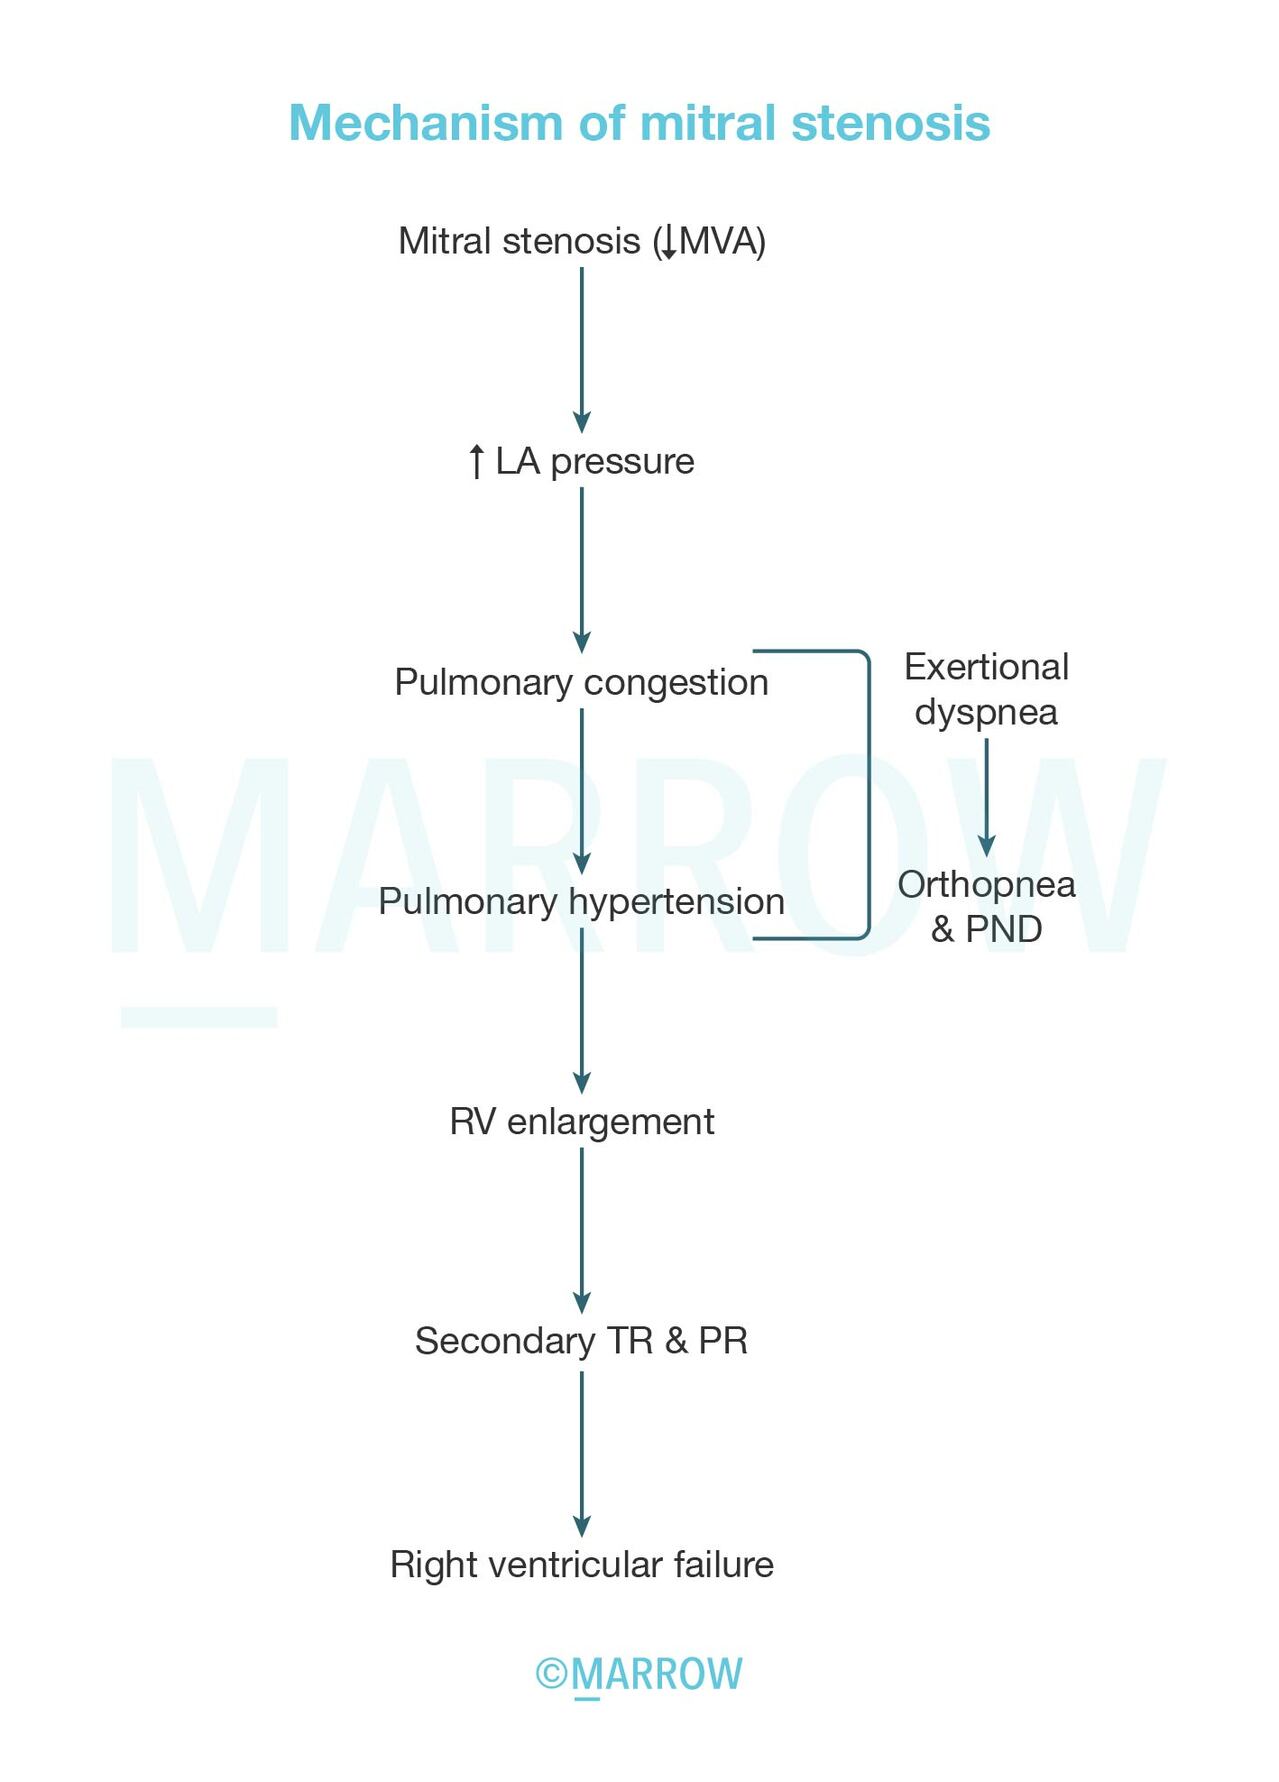 Mechanism of mitral stenosis
Mitral stenosis (↓MVA)
↑ LA pressure
Pulmonary congestion
Exertional
dyspnea
Pulmonary hypertension
Orthopnea
& PND
MARROW
RV enlargement
Secondary TR & PR
Right ventricular failure
©MARROW